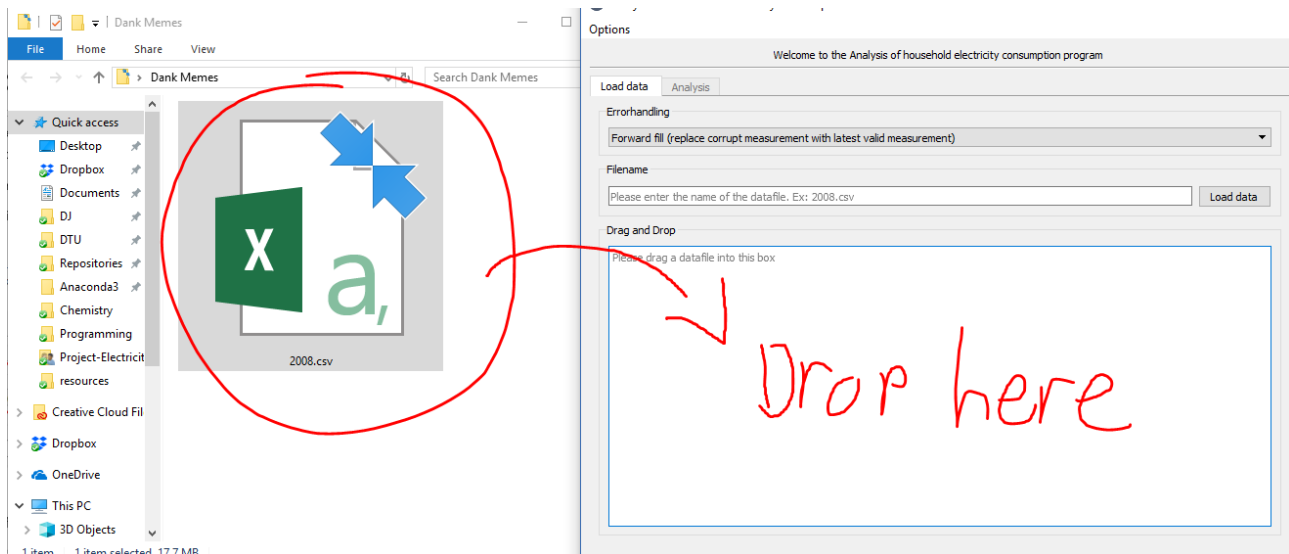 Dank Memes
File Home Share View
Dank Memes
Search Dank Memes
Quick access
Desktop
Dropbox
Documents
DJ
DTU
Repositories
Anaconda3
Chemistry
Programming
Project-Electricit
resources
Creative Cloud Fil
Dropbox
OneDrive
This PC
3D Objects
1 item 1 item selected 17,7 MB
X
a,
2008.csv
Options
Welcome to the Analysis of household electricity consumption program
Load data Analysis
Errorhandling
Forward fill (replace corrupt measurement with latest valid measurement)
Filename
Please enter the name of the datafile. Ex: 2008.csv
Load data
Drag and Drop
Please drag a datafile into this box
Drop here